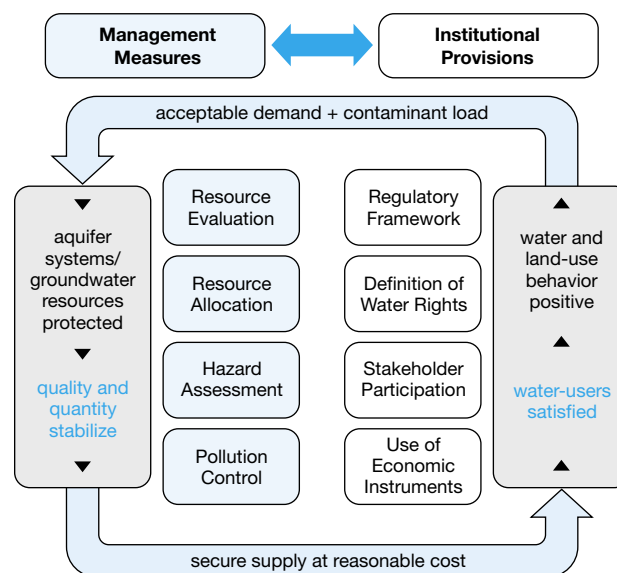 Management
Measures
Institutional
Provisions
acceptable demand + contaminant load
aquifer
systems/
groundwater
resources
protected
quality and
quantity
stabilize
Resource
Evaluation
Resource
Allocation
Hazard
Assessment
Pollution
Control
Regulatory
Framework
Definition of
Water Rights
Stakeholder
Participation
Use of
Economic
Instruments
water and
land-use
behavior
positive
water-users
satisfied
secure supply at reasonable cost